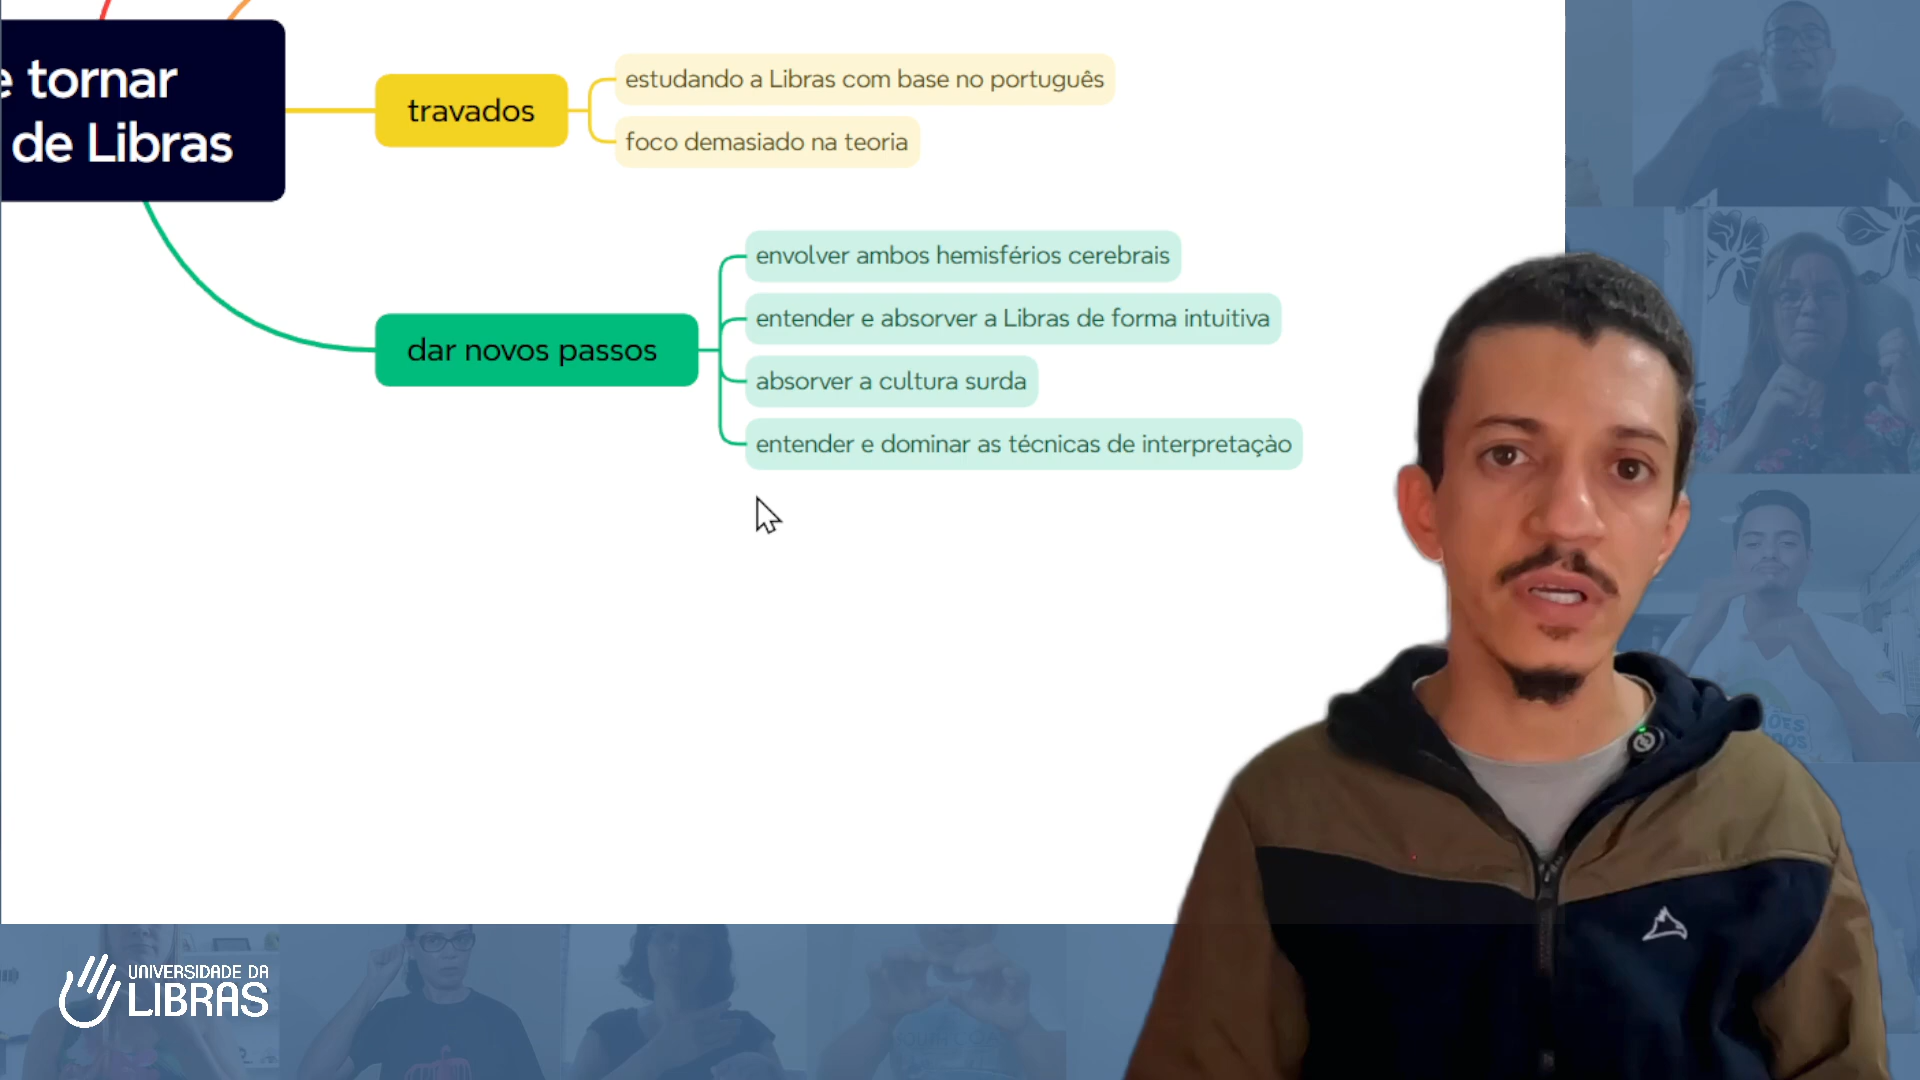 e tornar
de Libras
travados
estudando a Libras com base no português
foco demasiado na teoria
dar novos passos
envolver ambos hemisférios cerebrais
entender e absorver a Libras de forma intuitiva
absorver a cultura surda
entender e dominar as técnicas de interpretaçào
UNIVERSIDADE DA
LIBRAS